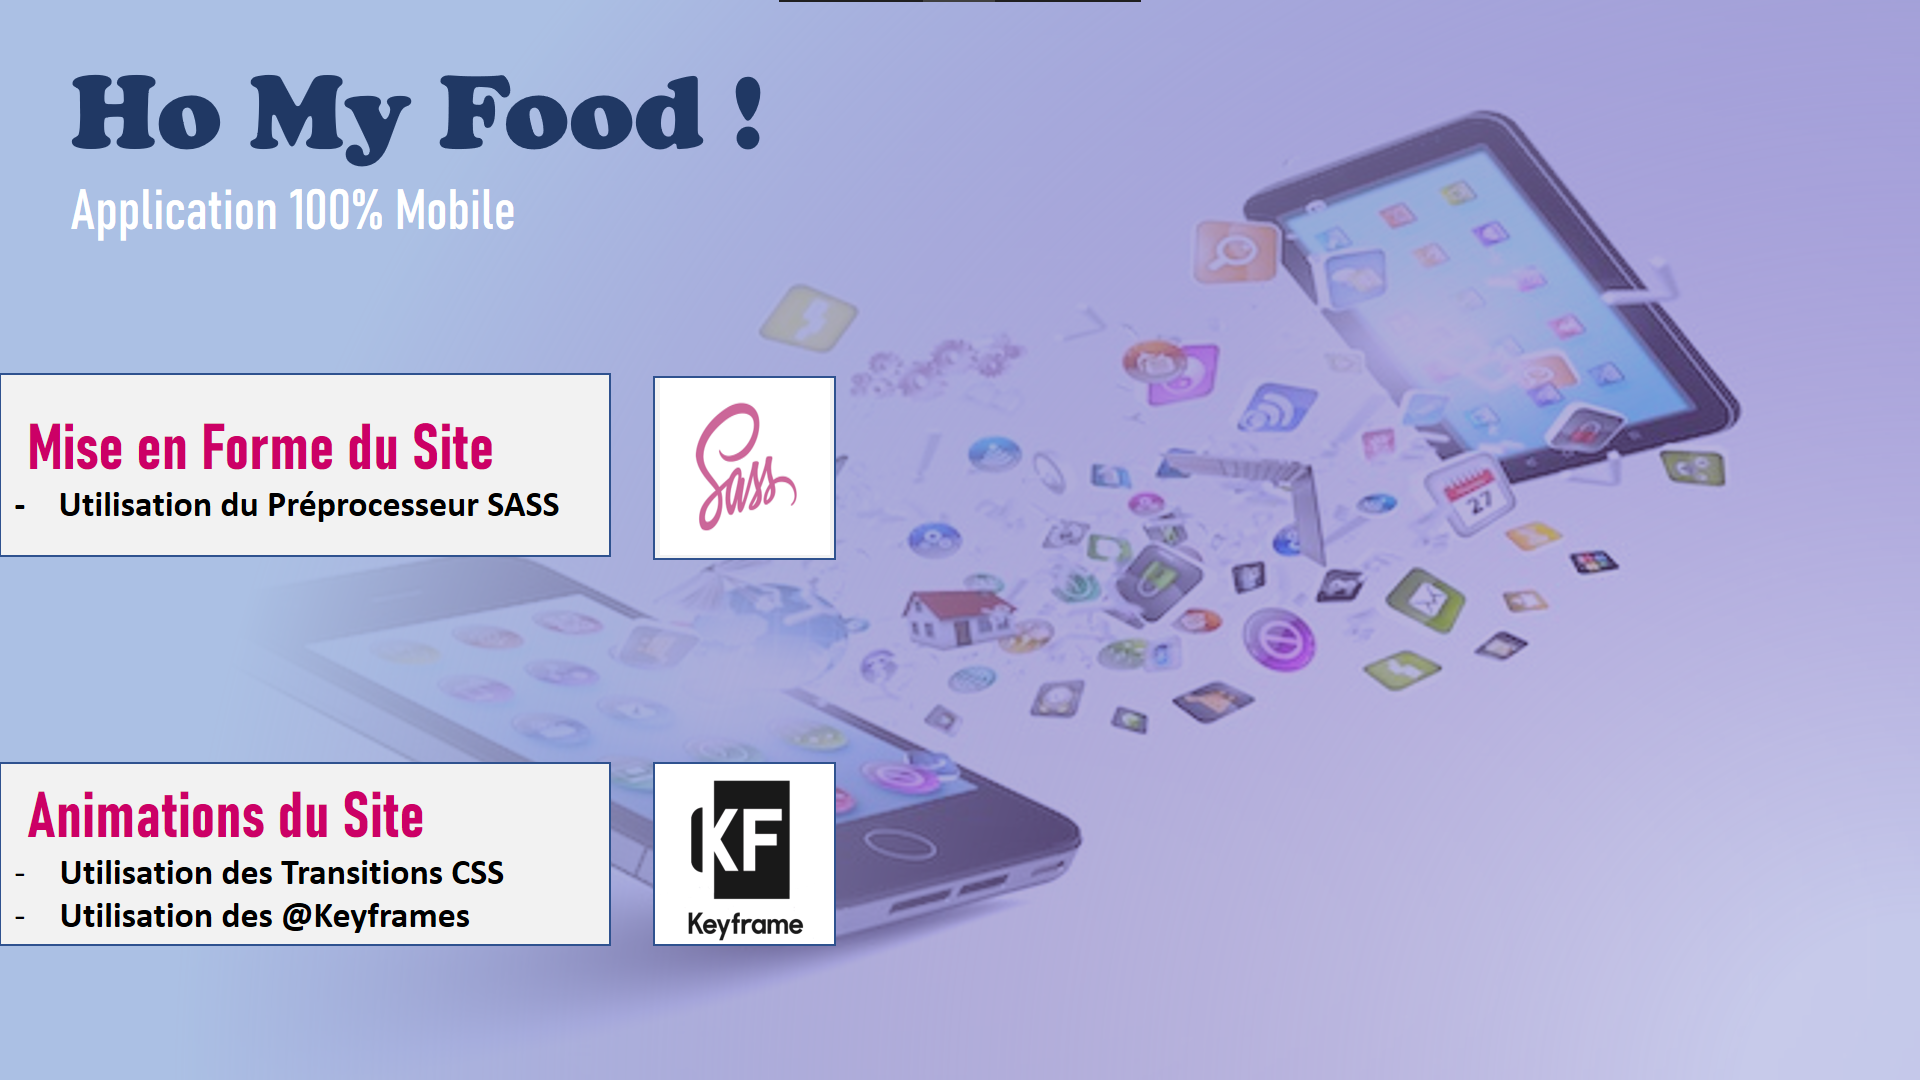 Ho My Food !
Application 100% Mobile
Mise en Forme du Site
- Utilisation du Préprocesseur SASS
Sass
Animations du Site
- Utilisation des Transitions CSS
- Utilisation des @Keyframes
KF
Keyframe
27